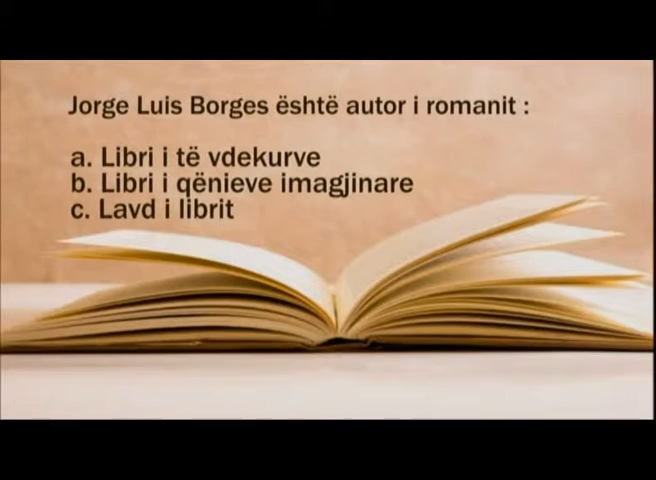 Jorge Luis Borges është autor i romanit :
a. Libri i të vdekurve
b. Libri i qënieve imagjinare
c. Lavd i librit